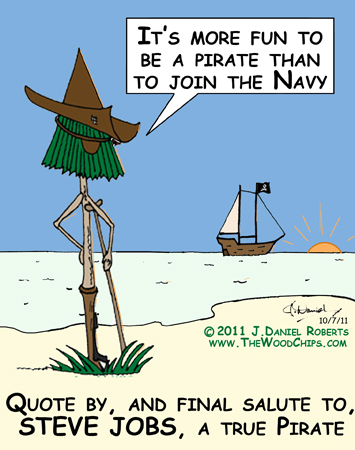 It's more fun to
be a pirate than
to join the Navy
J.Daniel
10/7/11
© 2011 J.Daniel Roberts
www.TheWoodChips.com
Quote by, and final salute to,
STEVE JOBS, a true Pirate